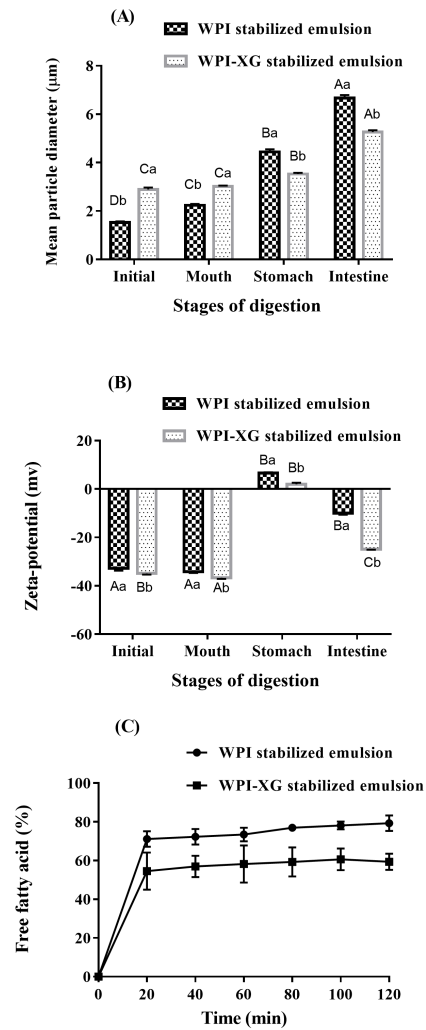 (A)
WPI stabilized emulsion
WPI-XG stabilized emulsion
Mean particle diameter (μm)
8
6
4
2
0
Db
Ca
Cb
Ca
Ba
Bb
Aa
Ab
Initial Mouth Stomach Intestine
Stages of digestion
(B)
WPI stabilized emulsion
WPI-XG stabilized emulsion
Zeta-potential (mv)
20
0
-20
-40
-60
Aa
Bb
Aa
Ab
Ba
Bb
Ba
Cb
Initial Mouth Stomach Intestine
Stages of digestion
(C)
WPI stabilized emulsion
WPI-XG stabilized emulsion
Free fatty acid (%)
100
80
60
40
20
0
0 20 40 60 80 100 120
Time (min)